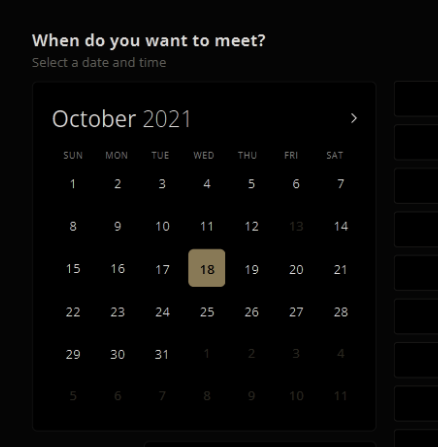 When do you want to meet?
Select a date and time
October 2021 >
SUN MON TUE WED THU FRI SAT
1 2 3 4 5 6 7
8 9 10 11 12 13 14
15 16 17 18 19 20 21
22 23 24 25 26 27 28
29 30 31 1 2 3 4
5 6 7 8 9 10 11